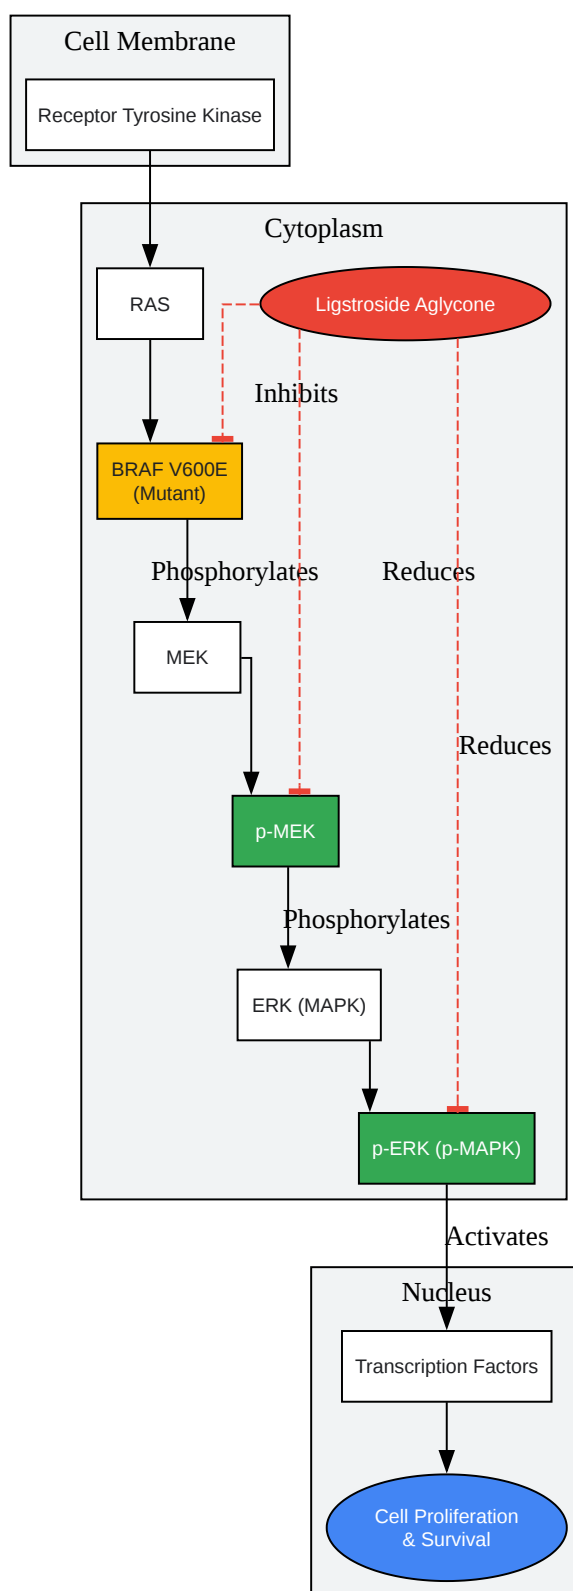 Cell Membrane
Receptor Tyrosine Kinase
Cytoplasm
RAS
Ligstroside Aglycone
Inhibits
BRAF V600E
(Mutant)
Phosphorylates
Reduces
MEK
Reduces
p-MEK
Phosphorylates
ERK (MAPK)
p-ERK (p-MAPK)
Activates
Nucleus
Transcription Factors
Cell Proliferation
& Survival